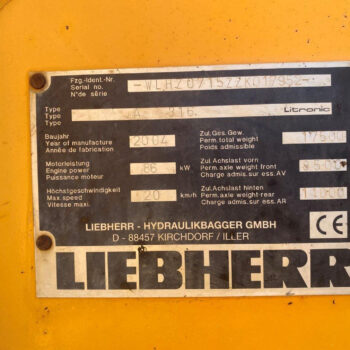 Fzg.-Ident.-Nr.
Serial no.
N°de série
Type
Type A 316 Litronic
Type
Baujahr
Year of manufacture 2004
Année de fabrication
Zul.Ges.Gew.
Perm.total weight 17500
Poids admissible
Motorleistung
Engine power kW
Puissance moteur
Zul.Achslast vorn
Perm.axle weight front
Charge admis.sur ess.AV
Höchstgeschwindigkeit
Max speed 20 km/h
Vitesse maxi.
Zul.Achslast hinten
Perm.axle weight rear
Charge admiss.sur ess.AR
LIEBHERR - HYDRAULIKBAGGER GMBH
D - 88457 KIRCHDORF / ILLER
CE
LIEBHERR